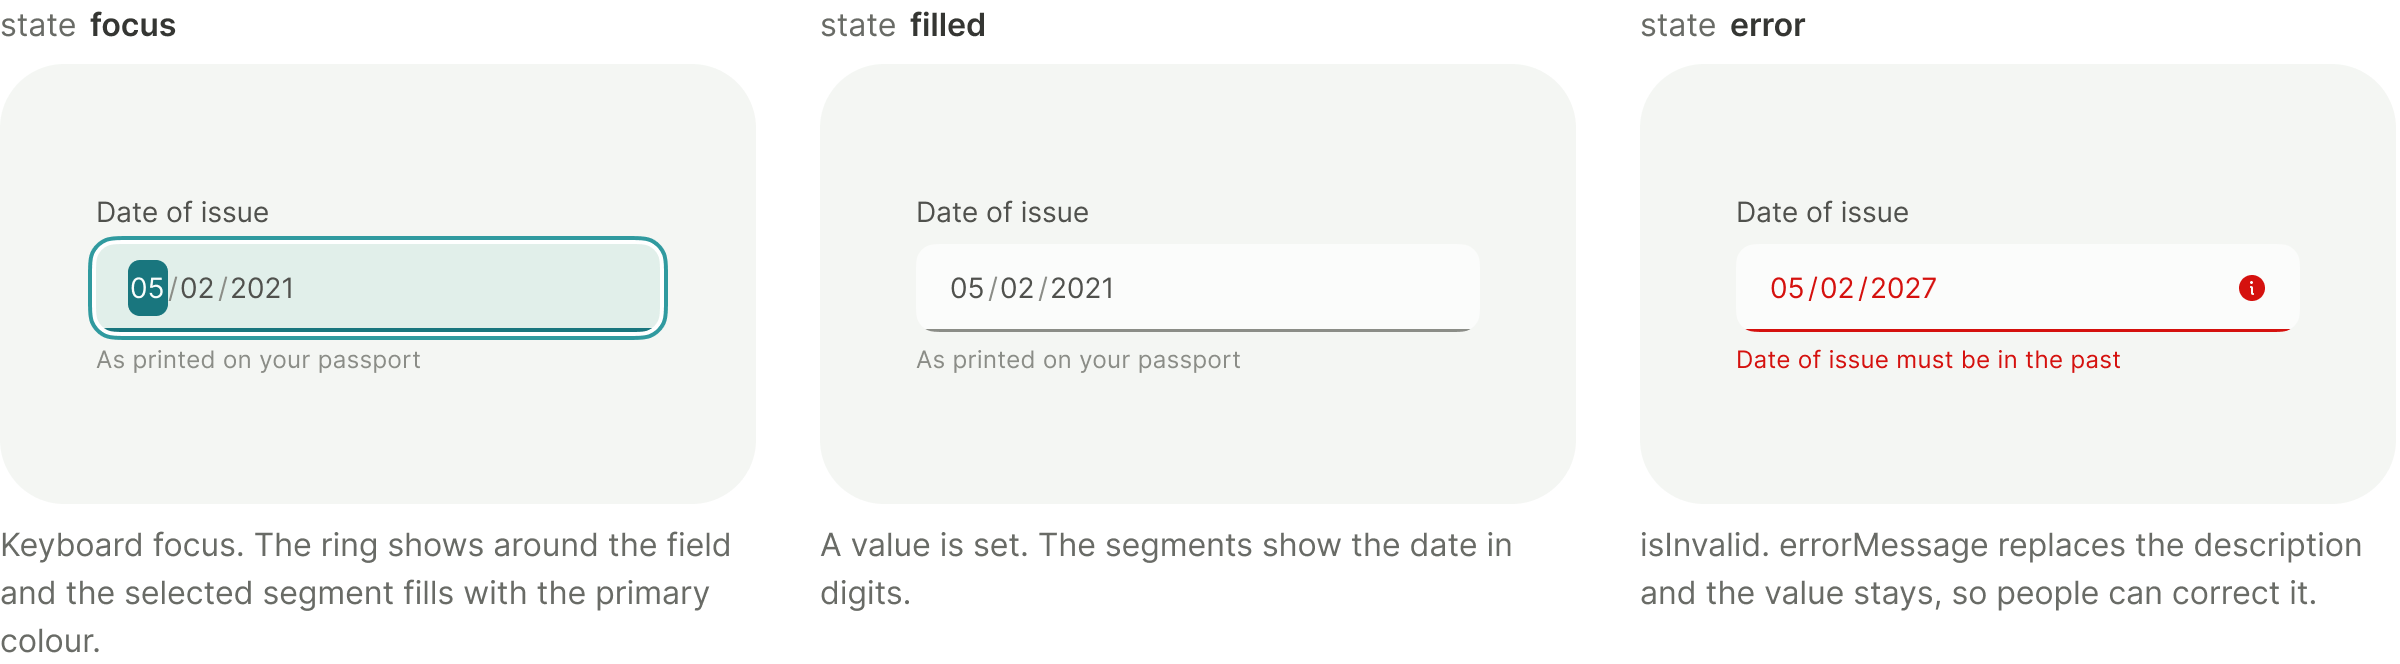 state focus
Date of issue
05/02/2021
As printed on your passport
Keyboard focus. The ring shows around the field
and the selected segment fills with the primary
colour.
state filled
Date of issue
05/02/2021
As printed on your passport
A value is set. The segments show the date in
digits.
state error
Date of issue
05/02/2027
Date of issue must be in the past
isInvalid. errorMessage replaces the description
and the value stays, so people can correct it.